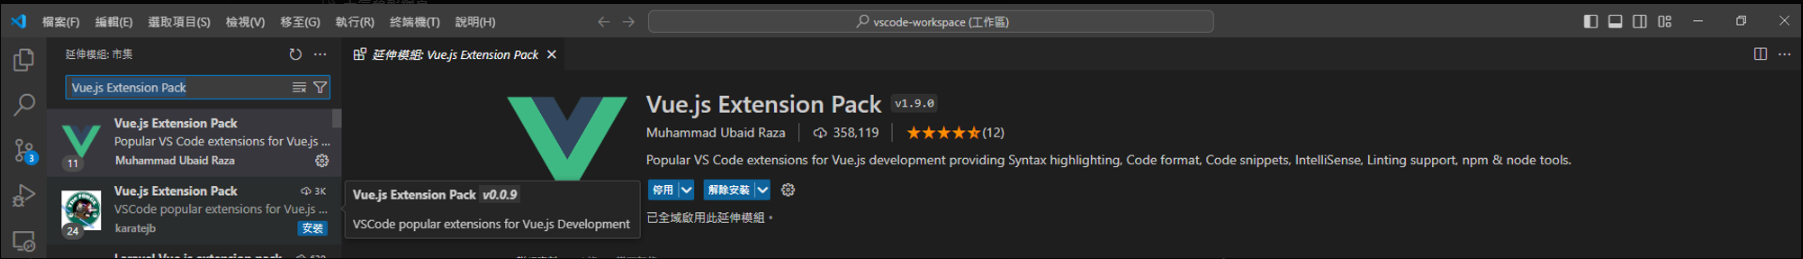 檔案(F) 編輯(E) 選取項目(S) 檢視(V) 移至(G) 執行(R) 終端機(T) 說明(H) vscode-workspace (工作區)
延伸模組: 市集
延伸模組: Vue.js Extension Pack
Vue.js Extension Pack
Vue.js Extension Pack
Popular VS Code extensions for Vue.js ...
11 Muhammad Ubaid Raza
3
Vue.js Extension Pack 3K
VSCode popular extensions for Vue.js ...
24 karatejb 安裝
Vue.js Extension Pack v0.0.9
VSCode popular extensions for Vue.js Development
Vue.js Extension Pack v1.9.0
Muhammad Ubaid Raza 358,119 (12)
Popular VS Code extensions for Vue.js development providing Syntax highlighting, Code format, Code snippets, IntelliSense, Linting support, npm & node tools.
停用 解除安裝
已全域啟用此延伸模組。
Laravel Vue.js extension pack